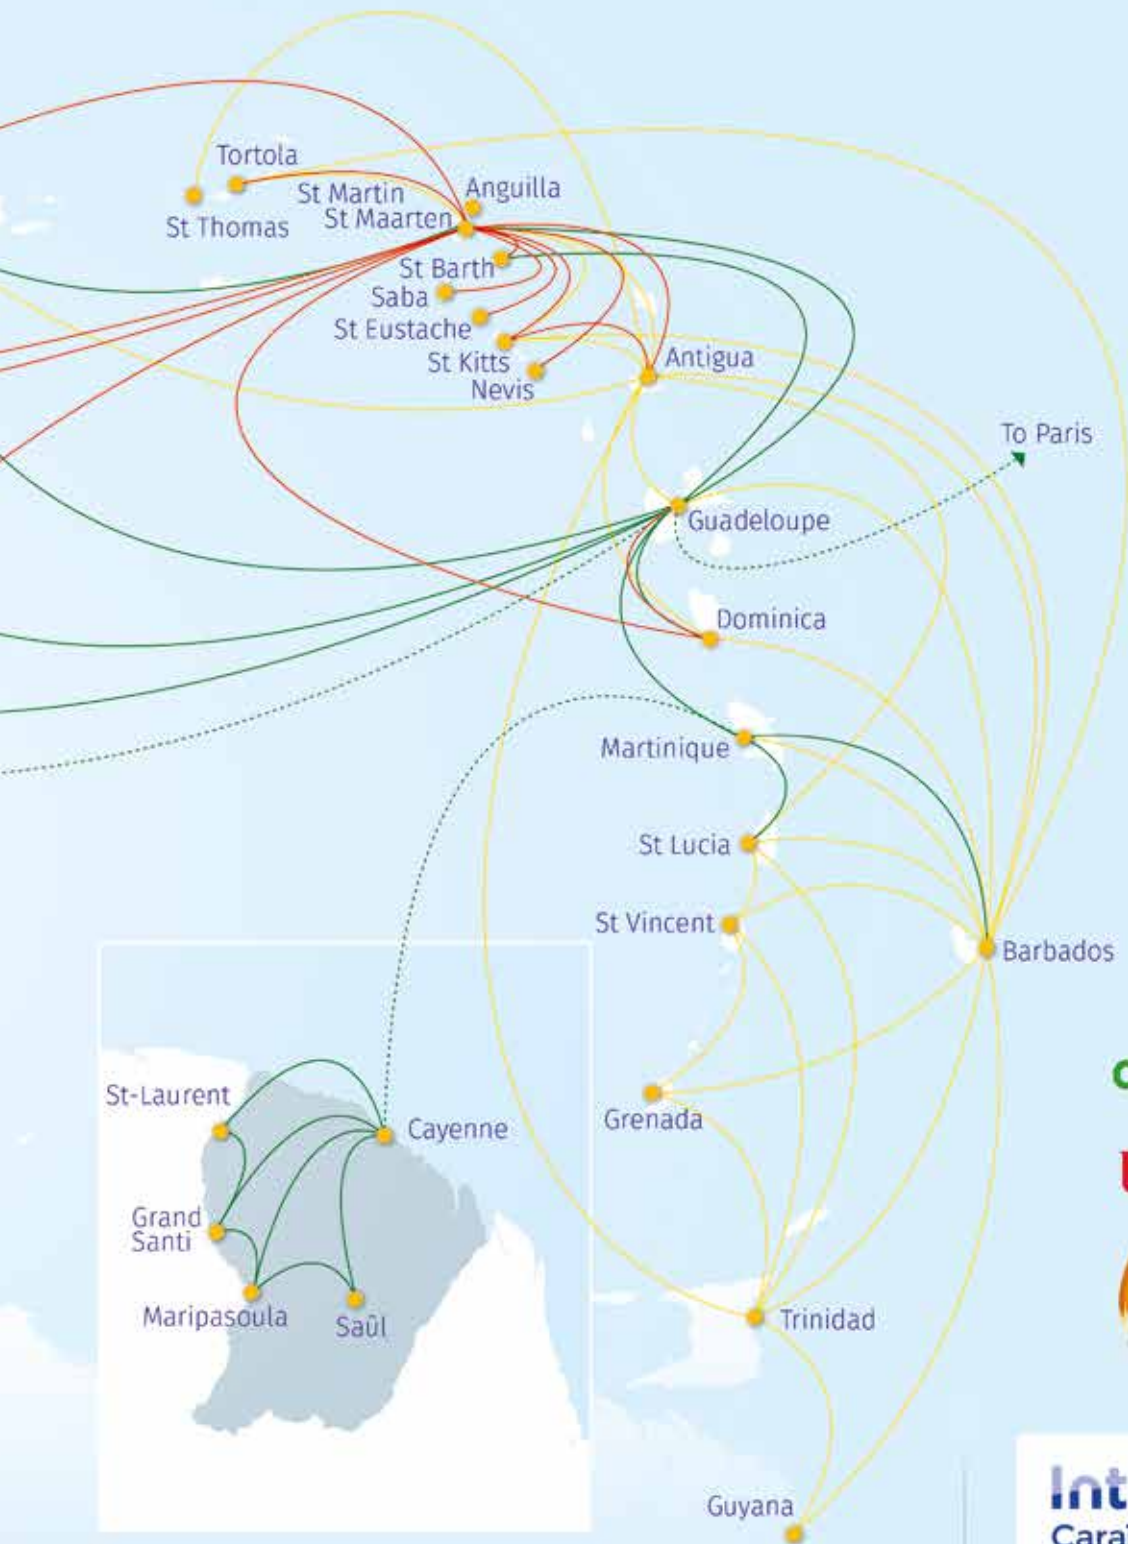 Tortola
St Martin
Anguilla
St Thomas
St Maarten
St Barth
Saba
St Eustache
St Kitts
Nevis
Antigua
To Paris
Guadeloupe
Dominica
Martinique
St Lucia
St Vincent
Barbados
St-Laurent
Cayenne
Grenada
Grand
Santi
Maripasoula
Saül
Trinidad
Guyana